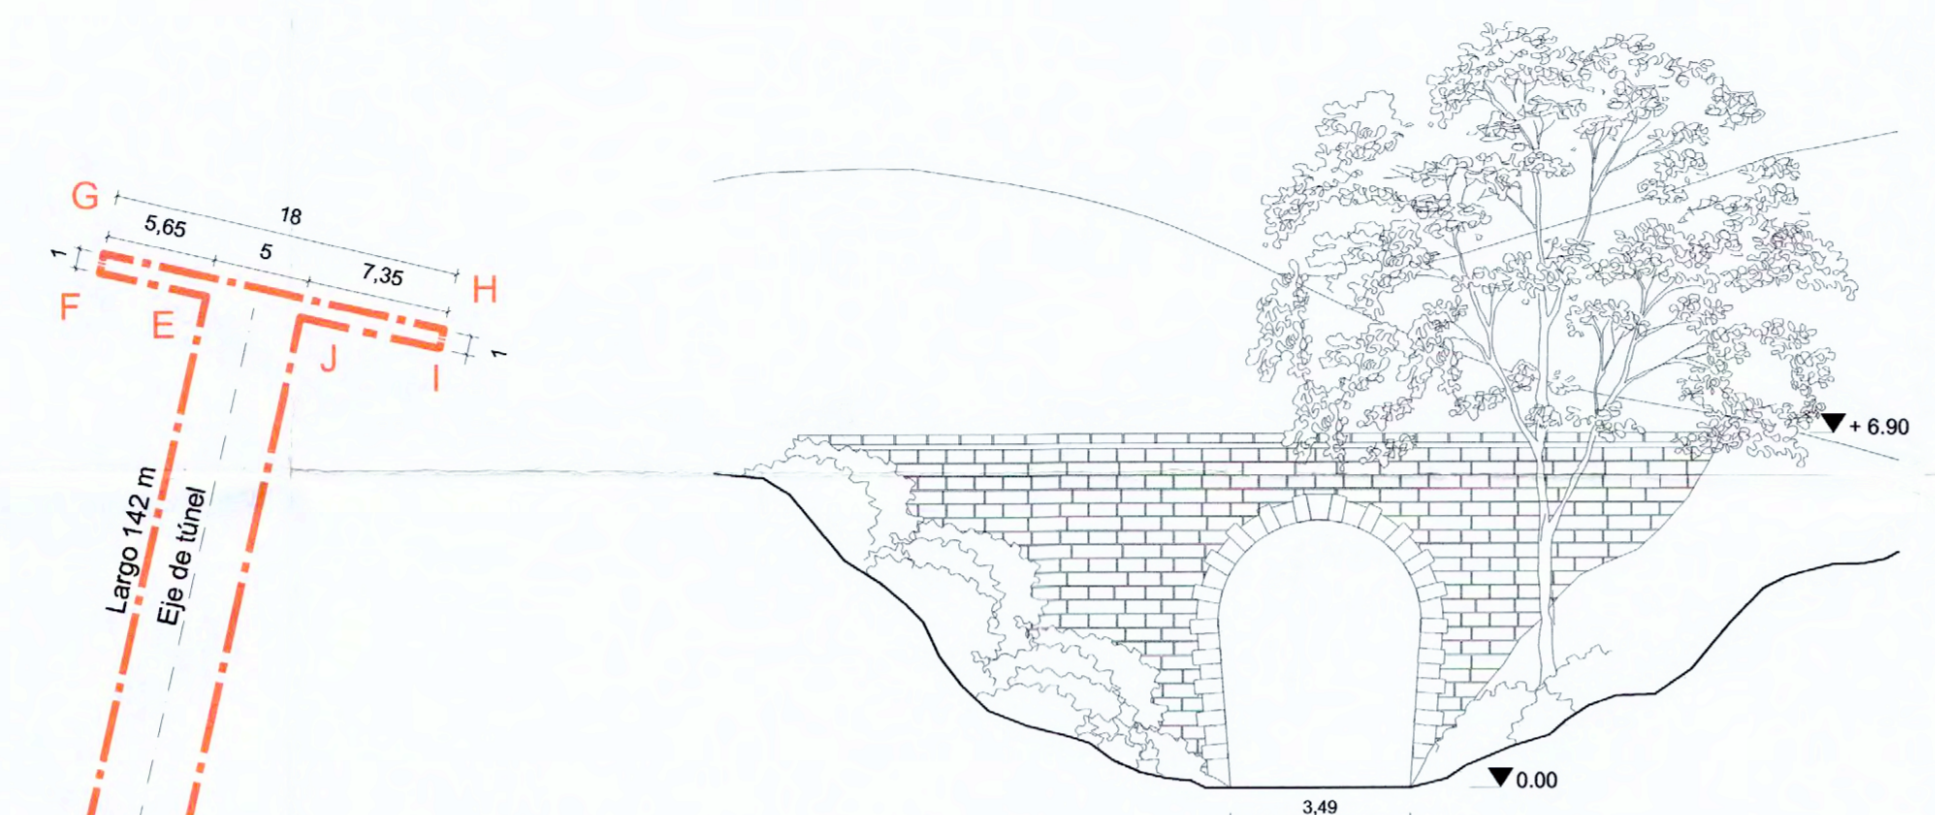 G
18
5,65
5
7,35
H
1
F
E
J
I
1
Largo 142 m
Eje de túnel
+ 6.90
0.00
3,49